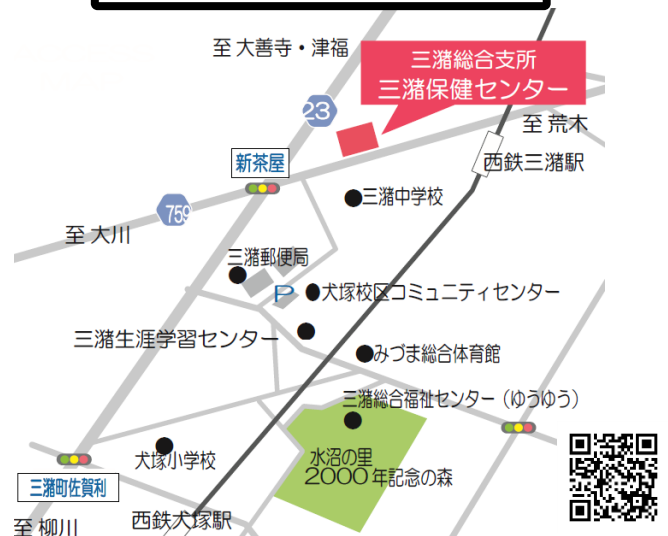 至 大善寺・津福
三潴総合支所
三潴保健センター
23
至 荒木
新茶屋
西鉄三潴駅
三潴中学校
759
至 大川
三潴郵便局
P
犬塚校区コミュニティセンター
三潴生涯学習センター
みづま総合体育館
三潴総合福祉センター（ゆうゆう）
犬塚小学校
水沼の里
2000年記念の森
三潴町佐賀利
西鉄犬塚駅
至 柳川